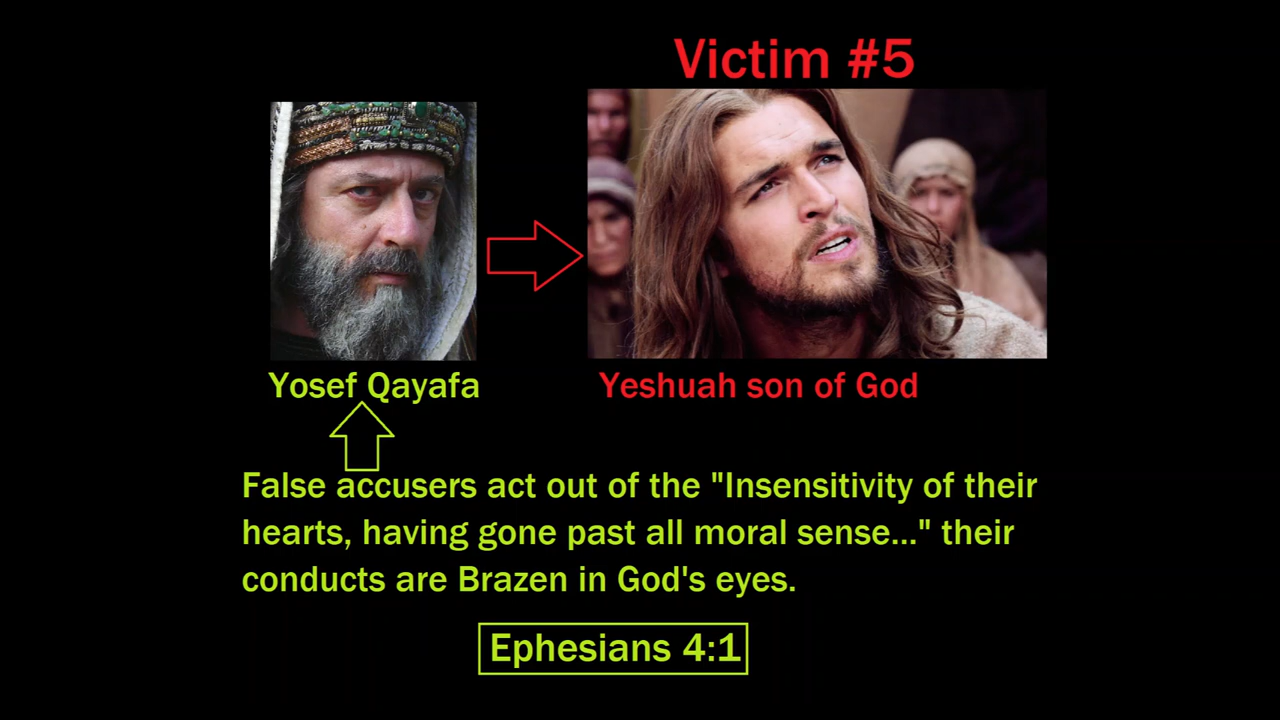 Victim #5
Yosef Qayafa
Yeshuah son of God
False accusers act out of the "Insensitivity of their
hearts, having gone past all moral sense..." their
conducts are Brazen in God's eyes.
Ephesians 4:1